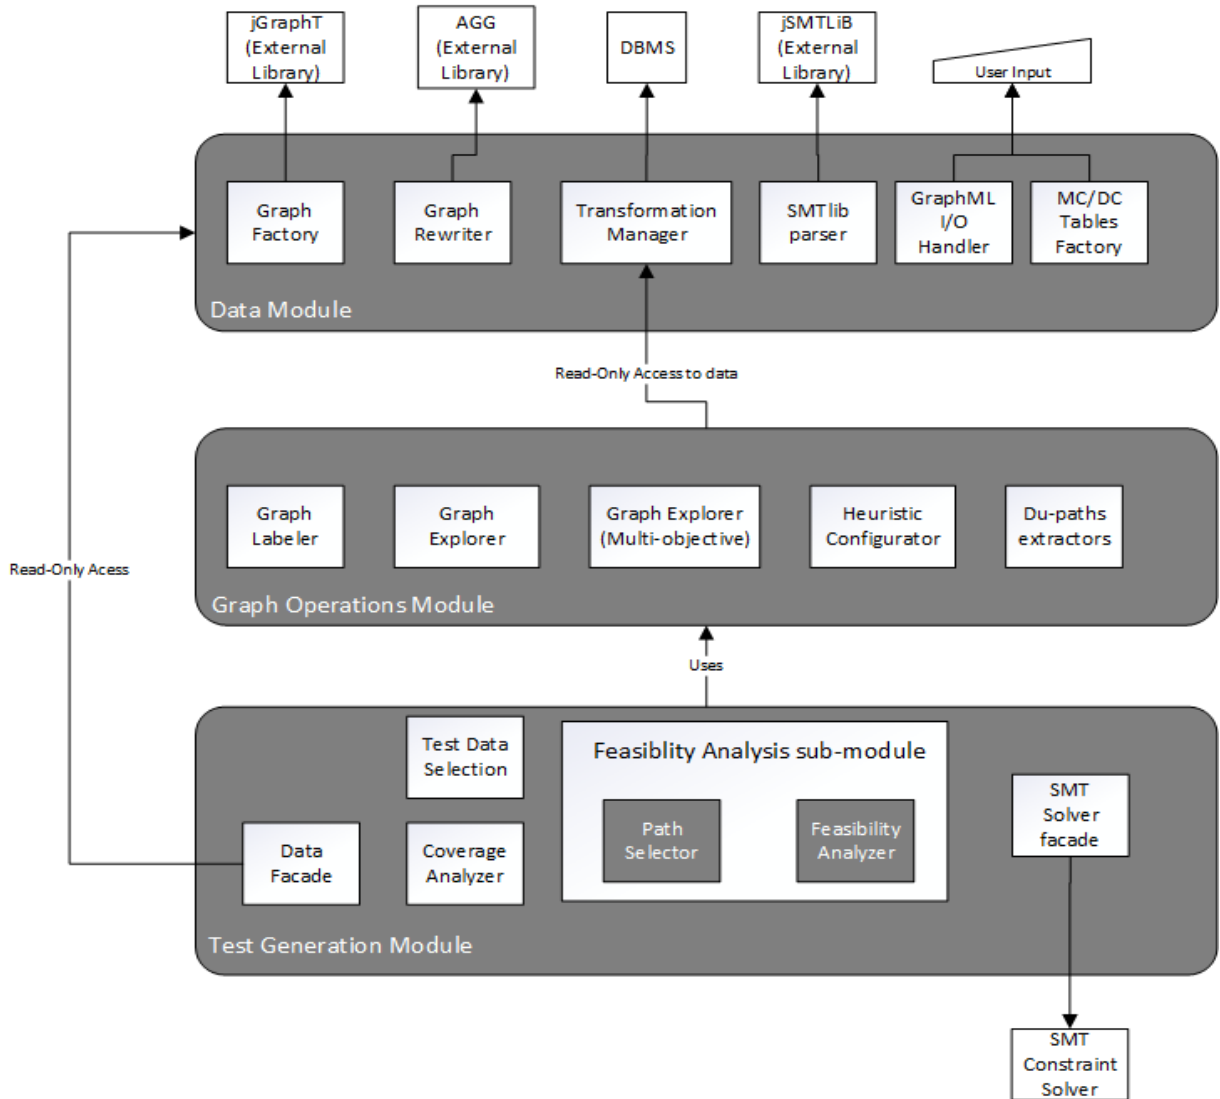 jGraphT
(External
Library)
AGG
(External
Library)
DBMS
jSMTLiB
(External
Library)
User Input
Graph
Factory
Graph
Rewriter
Transformation
Manager
SMTlib
parser
GraphML
I/O
Handler
MC/DC
Tables
Factory
Data Module
Read-Only Access to data
Graph
Labeler
Graph
Explorer
Graph Explorer
(Multi-objective)
Heuristic
Configurator
Du-paths
extractors
Graph Operations Module
Read-Only Acess
Uses
Test Data
Selection
Feasiblity Analysis sub-module
Path
Selector
Feasibility
Analyzer
SMT
Solver
facade
Data
Facade
Coverage
Analyzer
Test Generation Module
SMT
Constraint
Solver